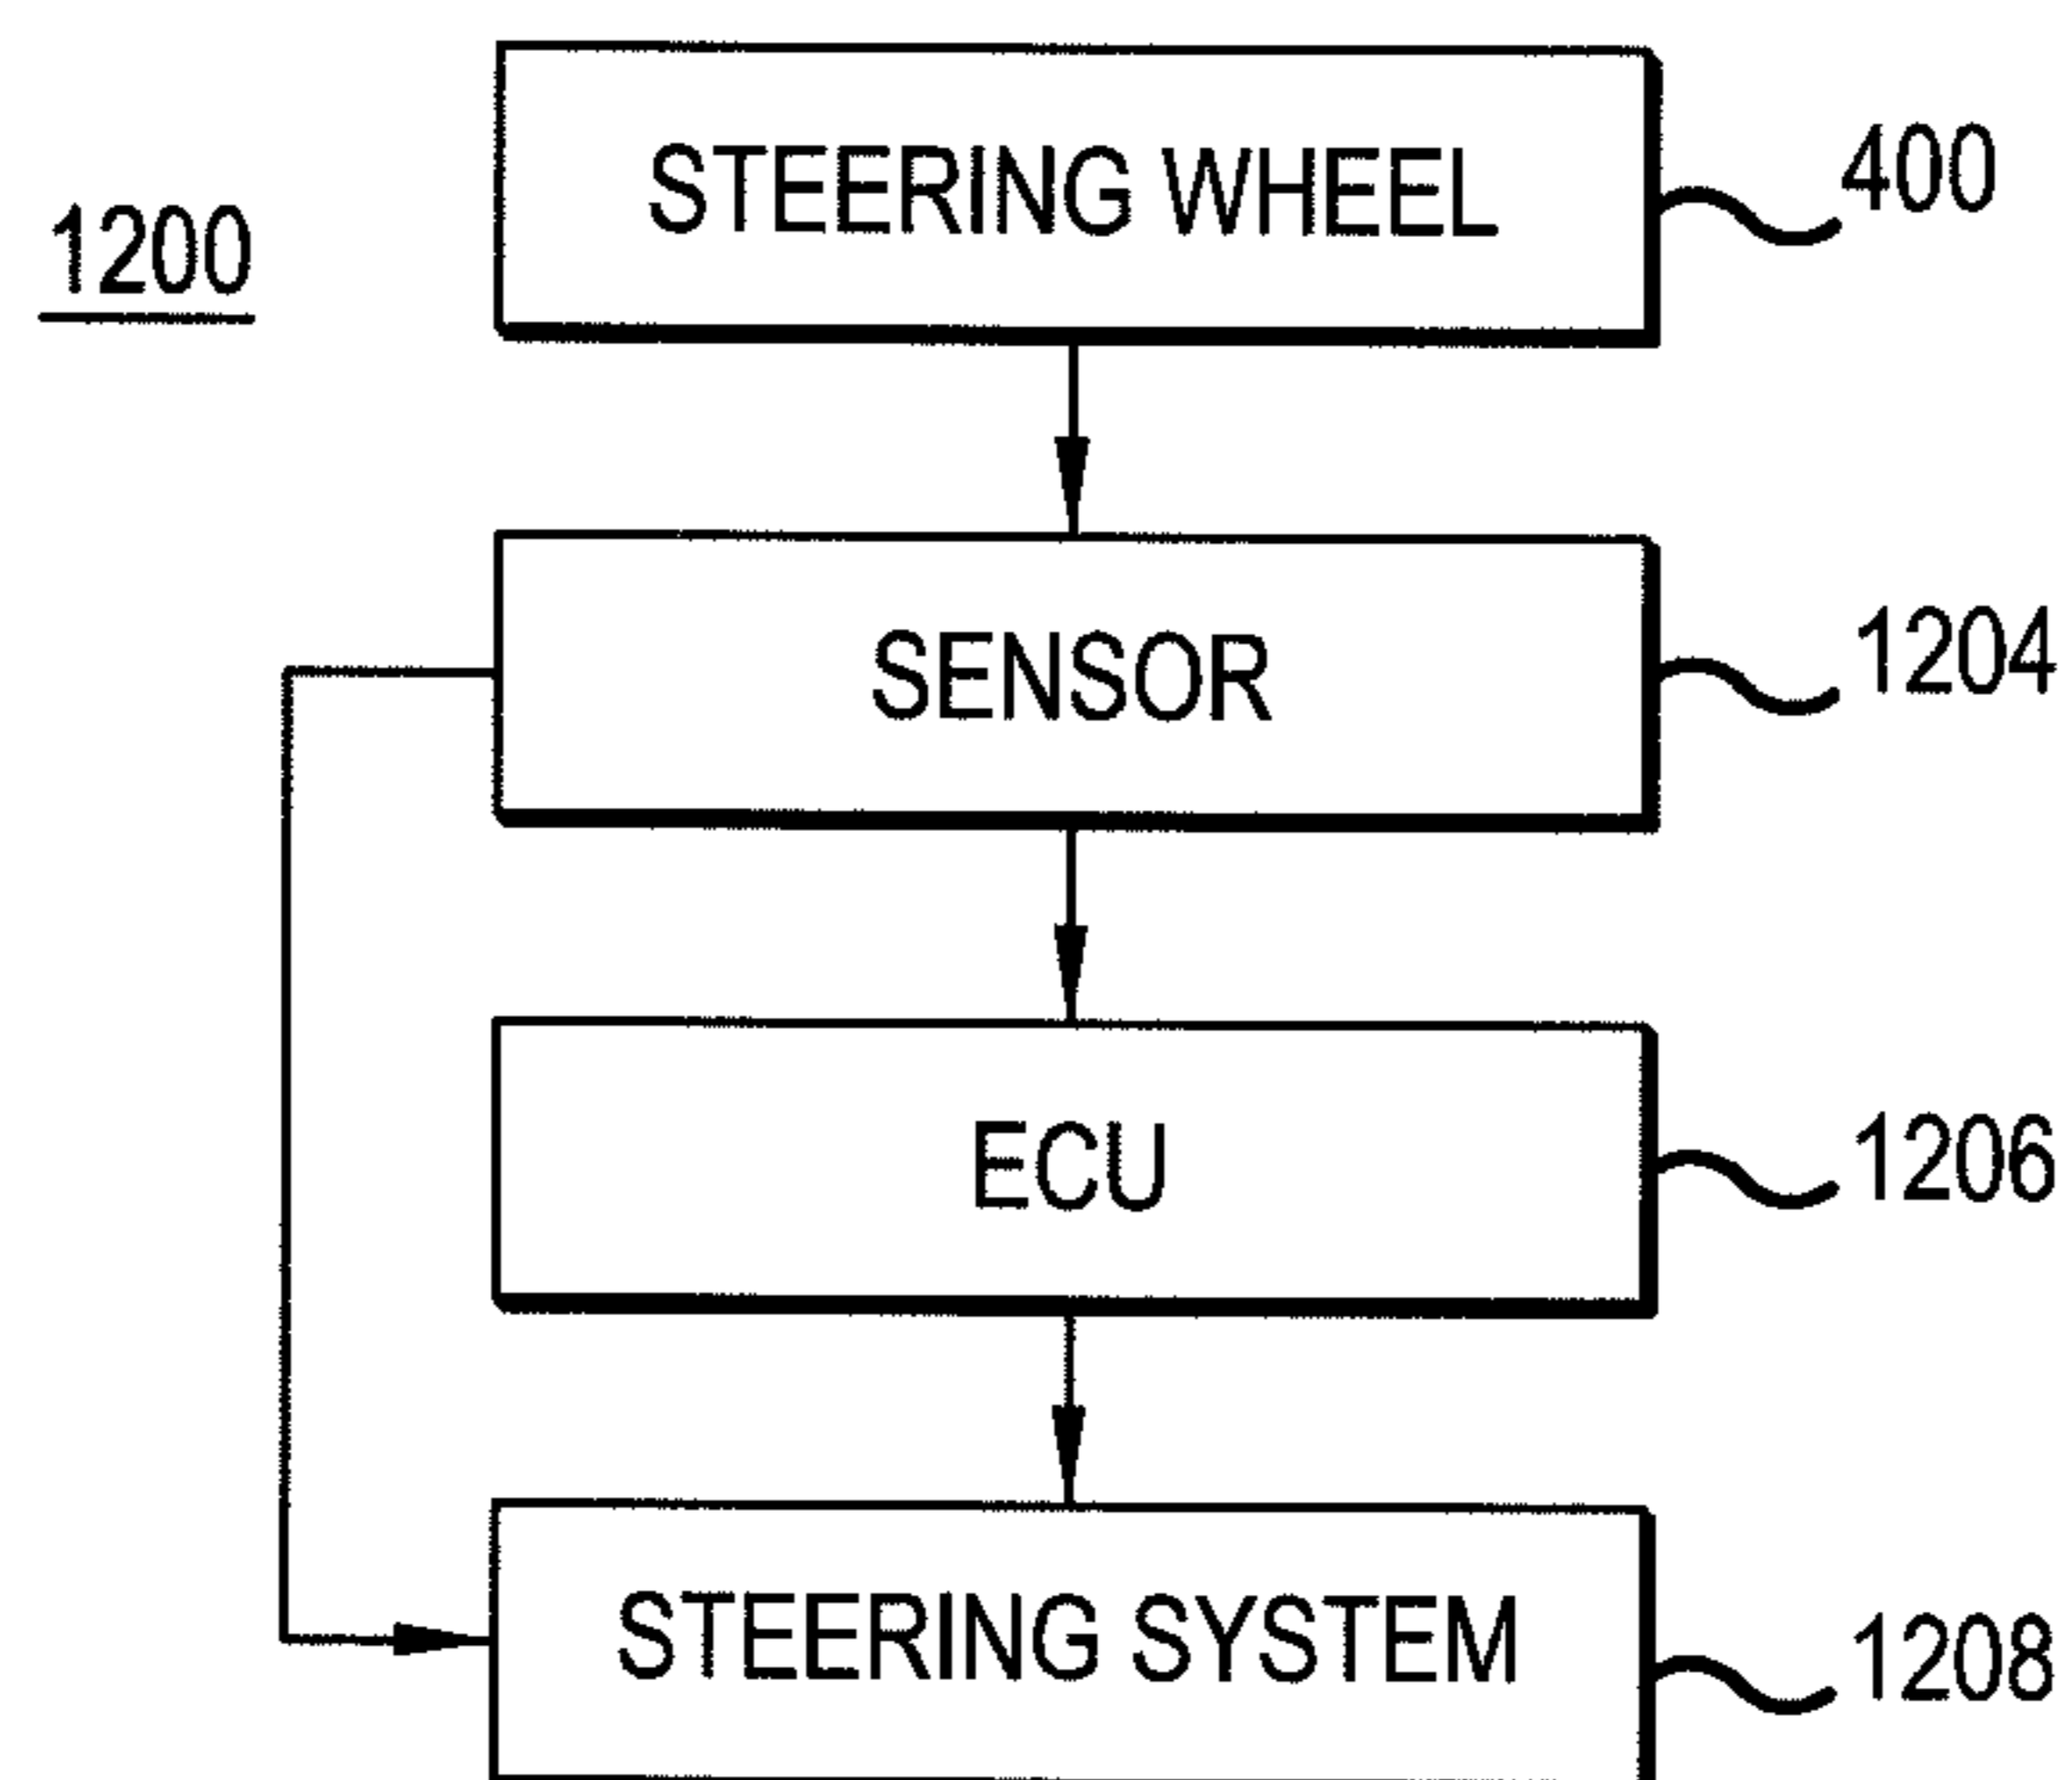 STEERING WHEEL
400
1200
SENSOR
1204
ECU
1206
STEERING SYSTEM
1208